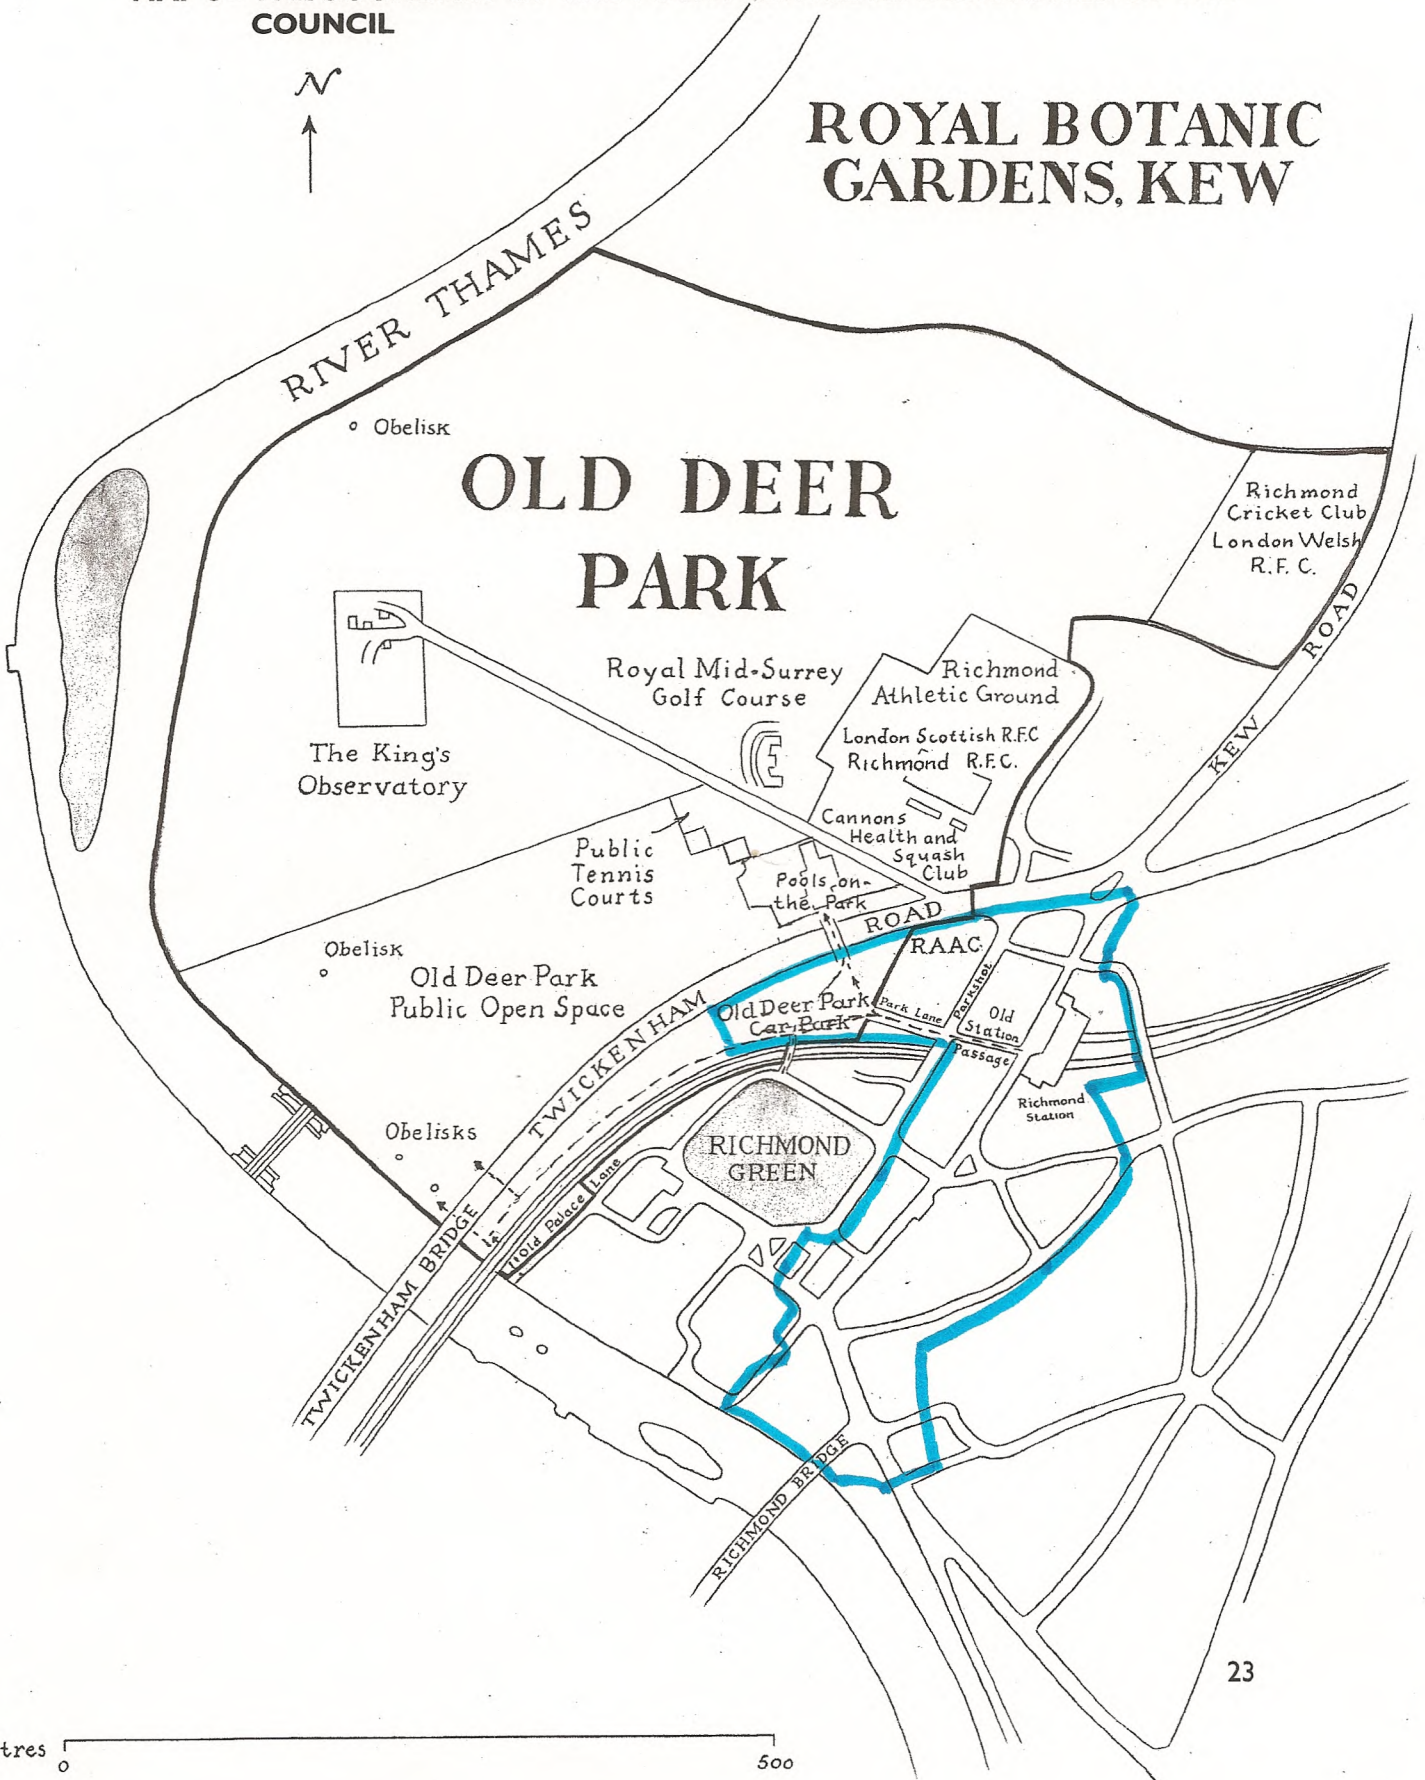 COUNCIL
N
ROYAL BOTANIC
GARDENS, KEW
RIVER THAMES
Obelisk
OLD DEER
PARK
Richmond
Cricket Club
London Welsh
R.F.C.
KEW ROAD
Royal Mid-Surrey
Golf Course
Richmond
Athletic Ground
London Scottish R.F.C
Richmond R.F.C.
The King's
Observatory
Cannons
Health and
Squash
Club
Public
Tennis
Courts
Pools-on-
the-Park
TWICKENHAM ROAD
RAAC
Obelisk
Old Deer Park
Public Open Space
Old Deer Park
Car Park
Park Lane
Parkshot
Old
Station
Passage
Richmond
Station
Obelisks
RICHMOND
GREEN
Old Palace Lane
TWICKENHAM BRIDGE
RICHMOND BRIDGE
23
tres
0
500